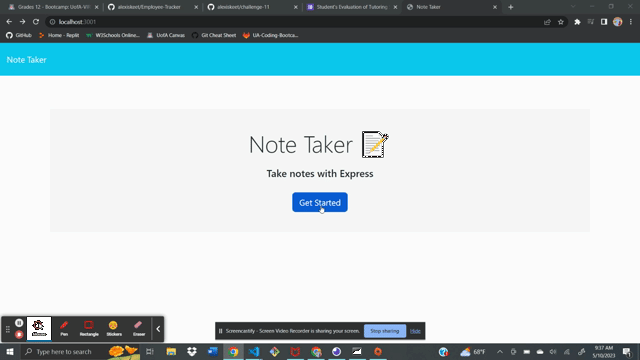 Grades 12 - Bootcamp: UofA-VI
alexiskset/Employee-Tracker
alexiskset/challenge-11
Student's Evaluation of Tutoring
Note Taker
localhost:3001
GitHub
Home - Replit
W3Schools Online...
UofA Canvas
Git Cheat Sheet
UA-Coding-Bootca...
Note Taker
Note Taker
Take notes with Express
Get Started
Pen
Rectangle
Stickers
Eraser
Screencastify - Screen Video Recorder is sharing your screen.
Stop sharing
Hide
Type here to search
68°F
9:37 AM
5/10/2023